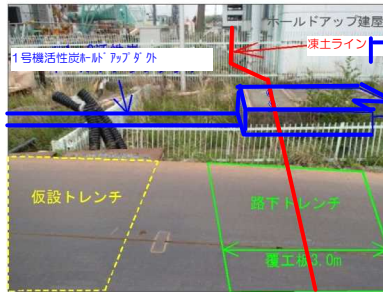 ホールドアップ建屋
凍土ライン
1号機活性炭ﾎｰﾙﾄﾞｱｯﾌﾟﾀﾞｸﾄ
仮設トレンチ
路下トレンチ
覆工板3.0m